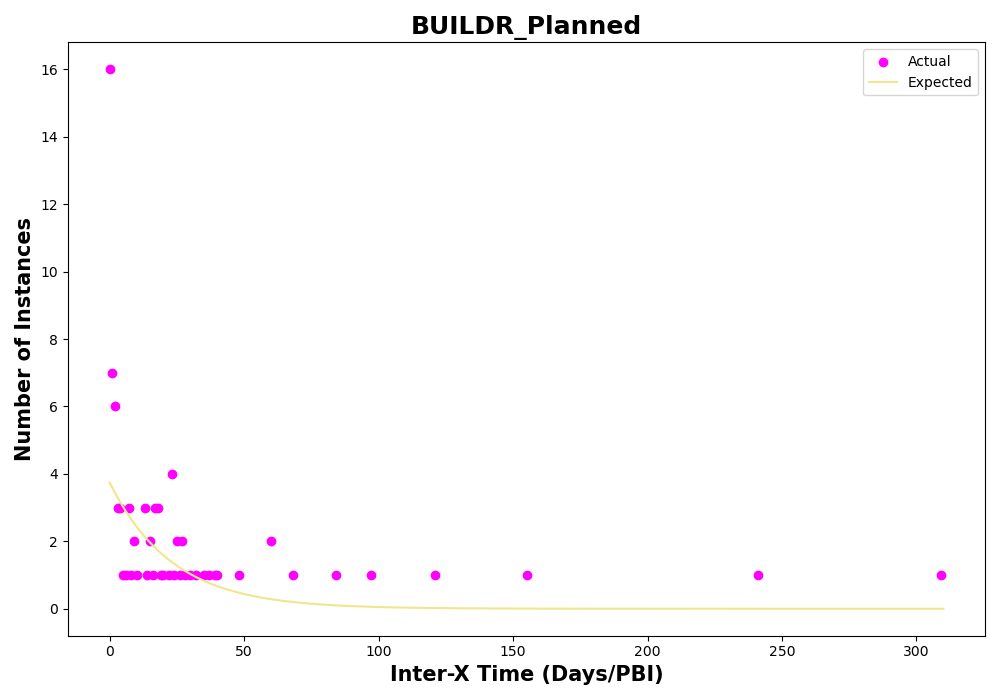 BUILDR_Planned
Actual
Expected
Number of Instances
16
14
12
10
8
6
4
2
0
0 50 100 150 200 250 300
Inter-X Time (Days/PBI)